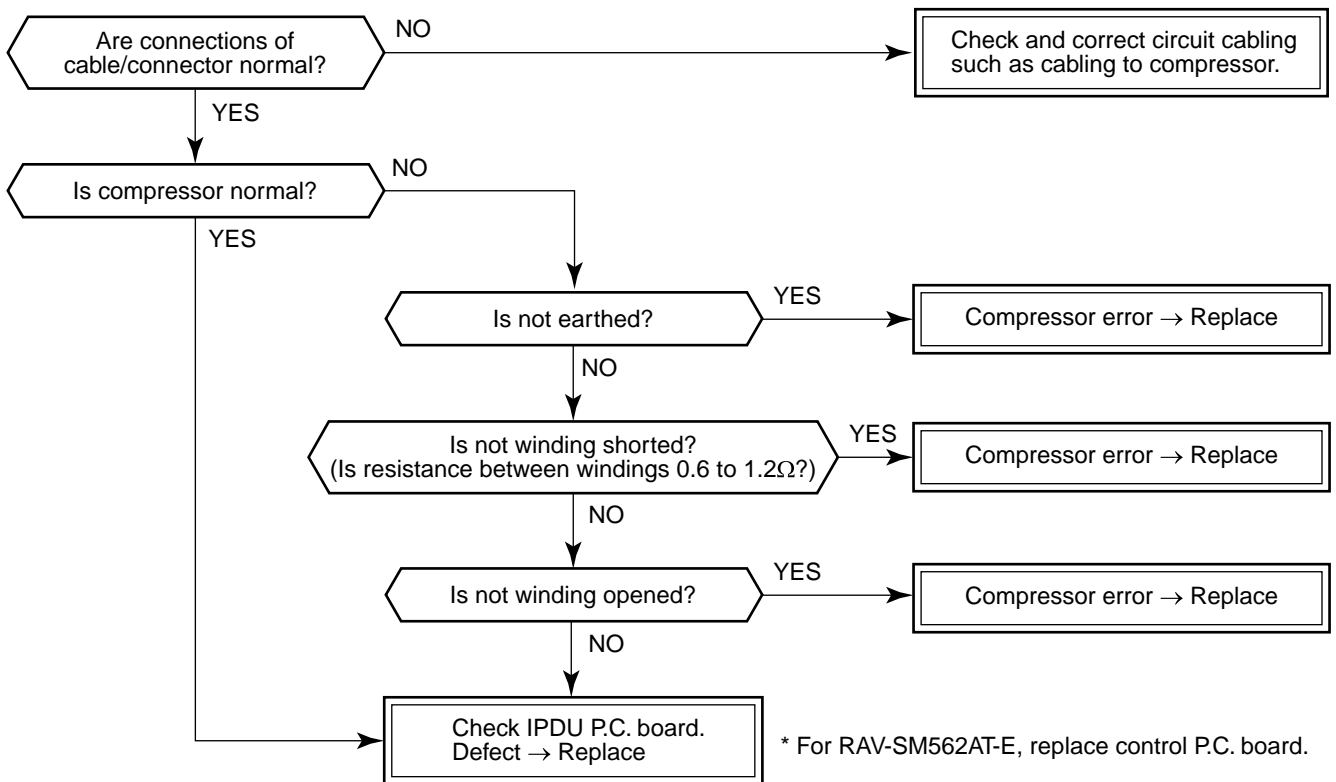 Are connections of
cable/connector normal?
NO
Check and correct circuit cabling
such as cabling to compressor.
YES
Is compressor normal?
NO
YES
Is not earthed?
YES
Compressor error → Replace
NO
Is not winding shorted?
(Is resistance between windings 0.6 to 1.2Ω?)
YES
Compressor error → Replace
NO
Is not winding opened?
YES
Compressor error → Replace
NO
Check IPDU P.C. board.
Defect → Replace
* For RAV-SM562AT-E, replace control P.C. board.